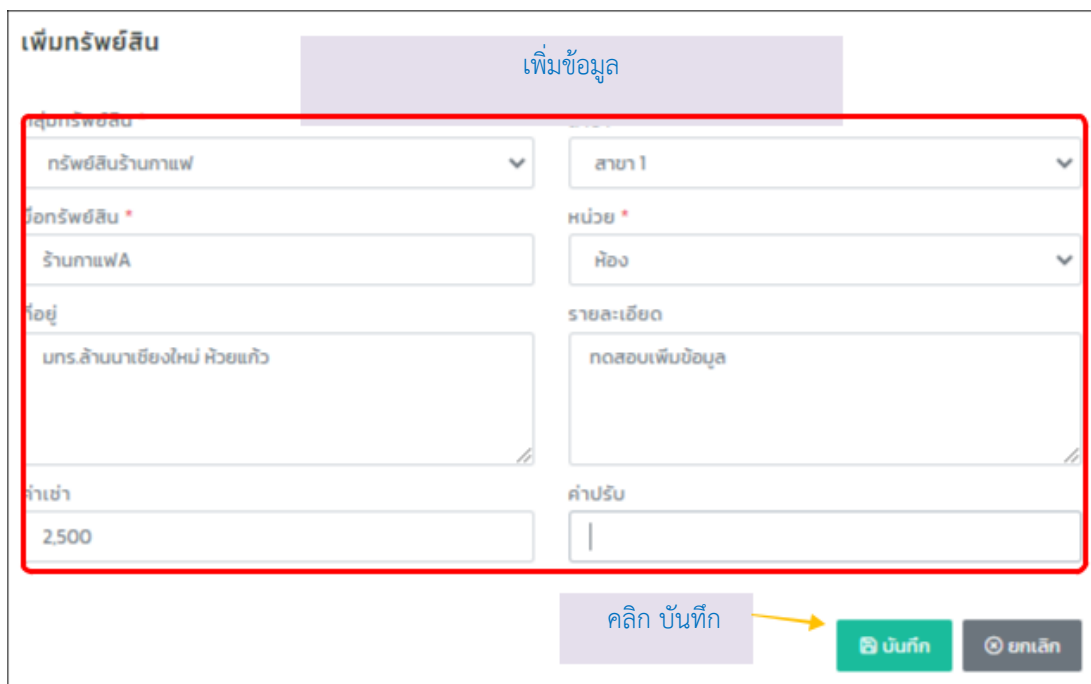 เพิ่มทรัพย์สิน
เพิ่มข้อมูล
ทรัพย์สินร้านกาแฟ
สาขา 1
ชื่อทรัพย์สิน *
หน่วย *
ร้านกาแฟA
ห้อง
ที่อยู่
รายละเอียด
มทร.ล้านนาเชียงใหม่ ห้วยแก้ว
ทดสอบเพิ่มข้อมูล
ค่าเช่า
ค่าปรับ
2,500
คลิก บันทึก
บันทึก
ยกเลิก